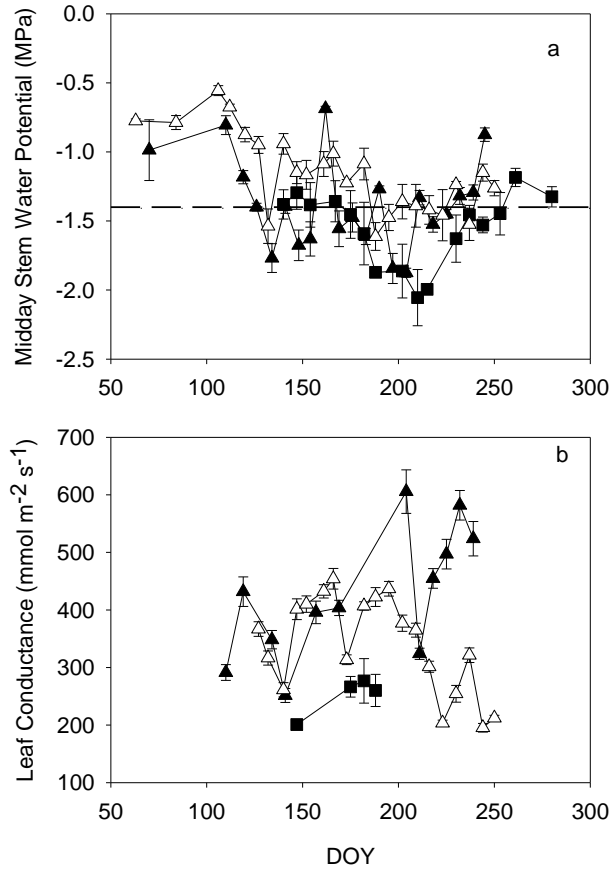 0.0
a
-0.5
-1.0
-1.5
-2.0
-2.5
Midday Stem Water Potential (MPa)
50 100 150 200 250 300
700
b
600
500
400
300
200
100
Leaf Conductance (mmol m-2 s-1)
50 100 150 200 250 300
DOY